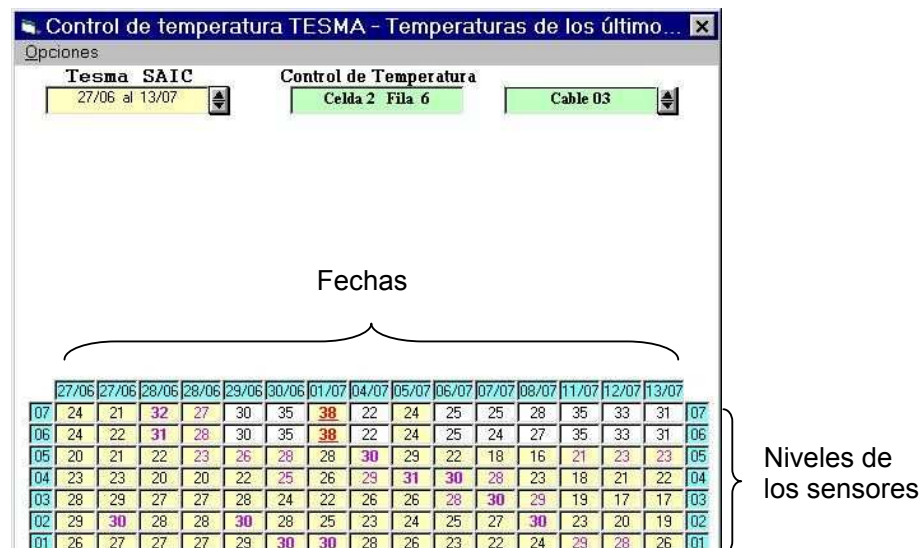 Control de temperatura TESMA - Temperaturas de los último...
Opciones
Tesma SAIC Control de Temperatura
27/06 al 13/07 Celda 2 Fila 6 Cable 03
Fechas
27/06 27/06 28/06 28/06 29/06 30/06 01/07 04/07 05/07 06/07 07/07 08/07 11/07 12/07 13/07
07 24 21 32 27 30 35 38 22 24 25 25 28 35 33 31 07
06 24 22 31 28 30 35 38 22 24 25 24 27 35 33 31 06
05 20 21 22 23 26 28 28 30 29 22 18 16 21 23 23 05
04 23 23 20 20 22 25 26 29 31 30 28 23 18 21 22 04
03 28 29 27 27 28 24 22 26 26 28 30 29 19 17 17 03
02 29 30 28 28 30 28 25 23 24 25 27 30 23 20 19 02
01 26 27 27 27 29 30 30 28 26 23 22 24 29 28 26 01
Niveles de
los sensores